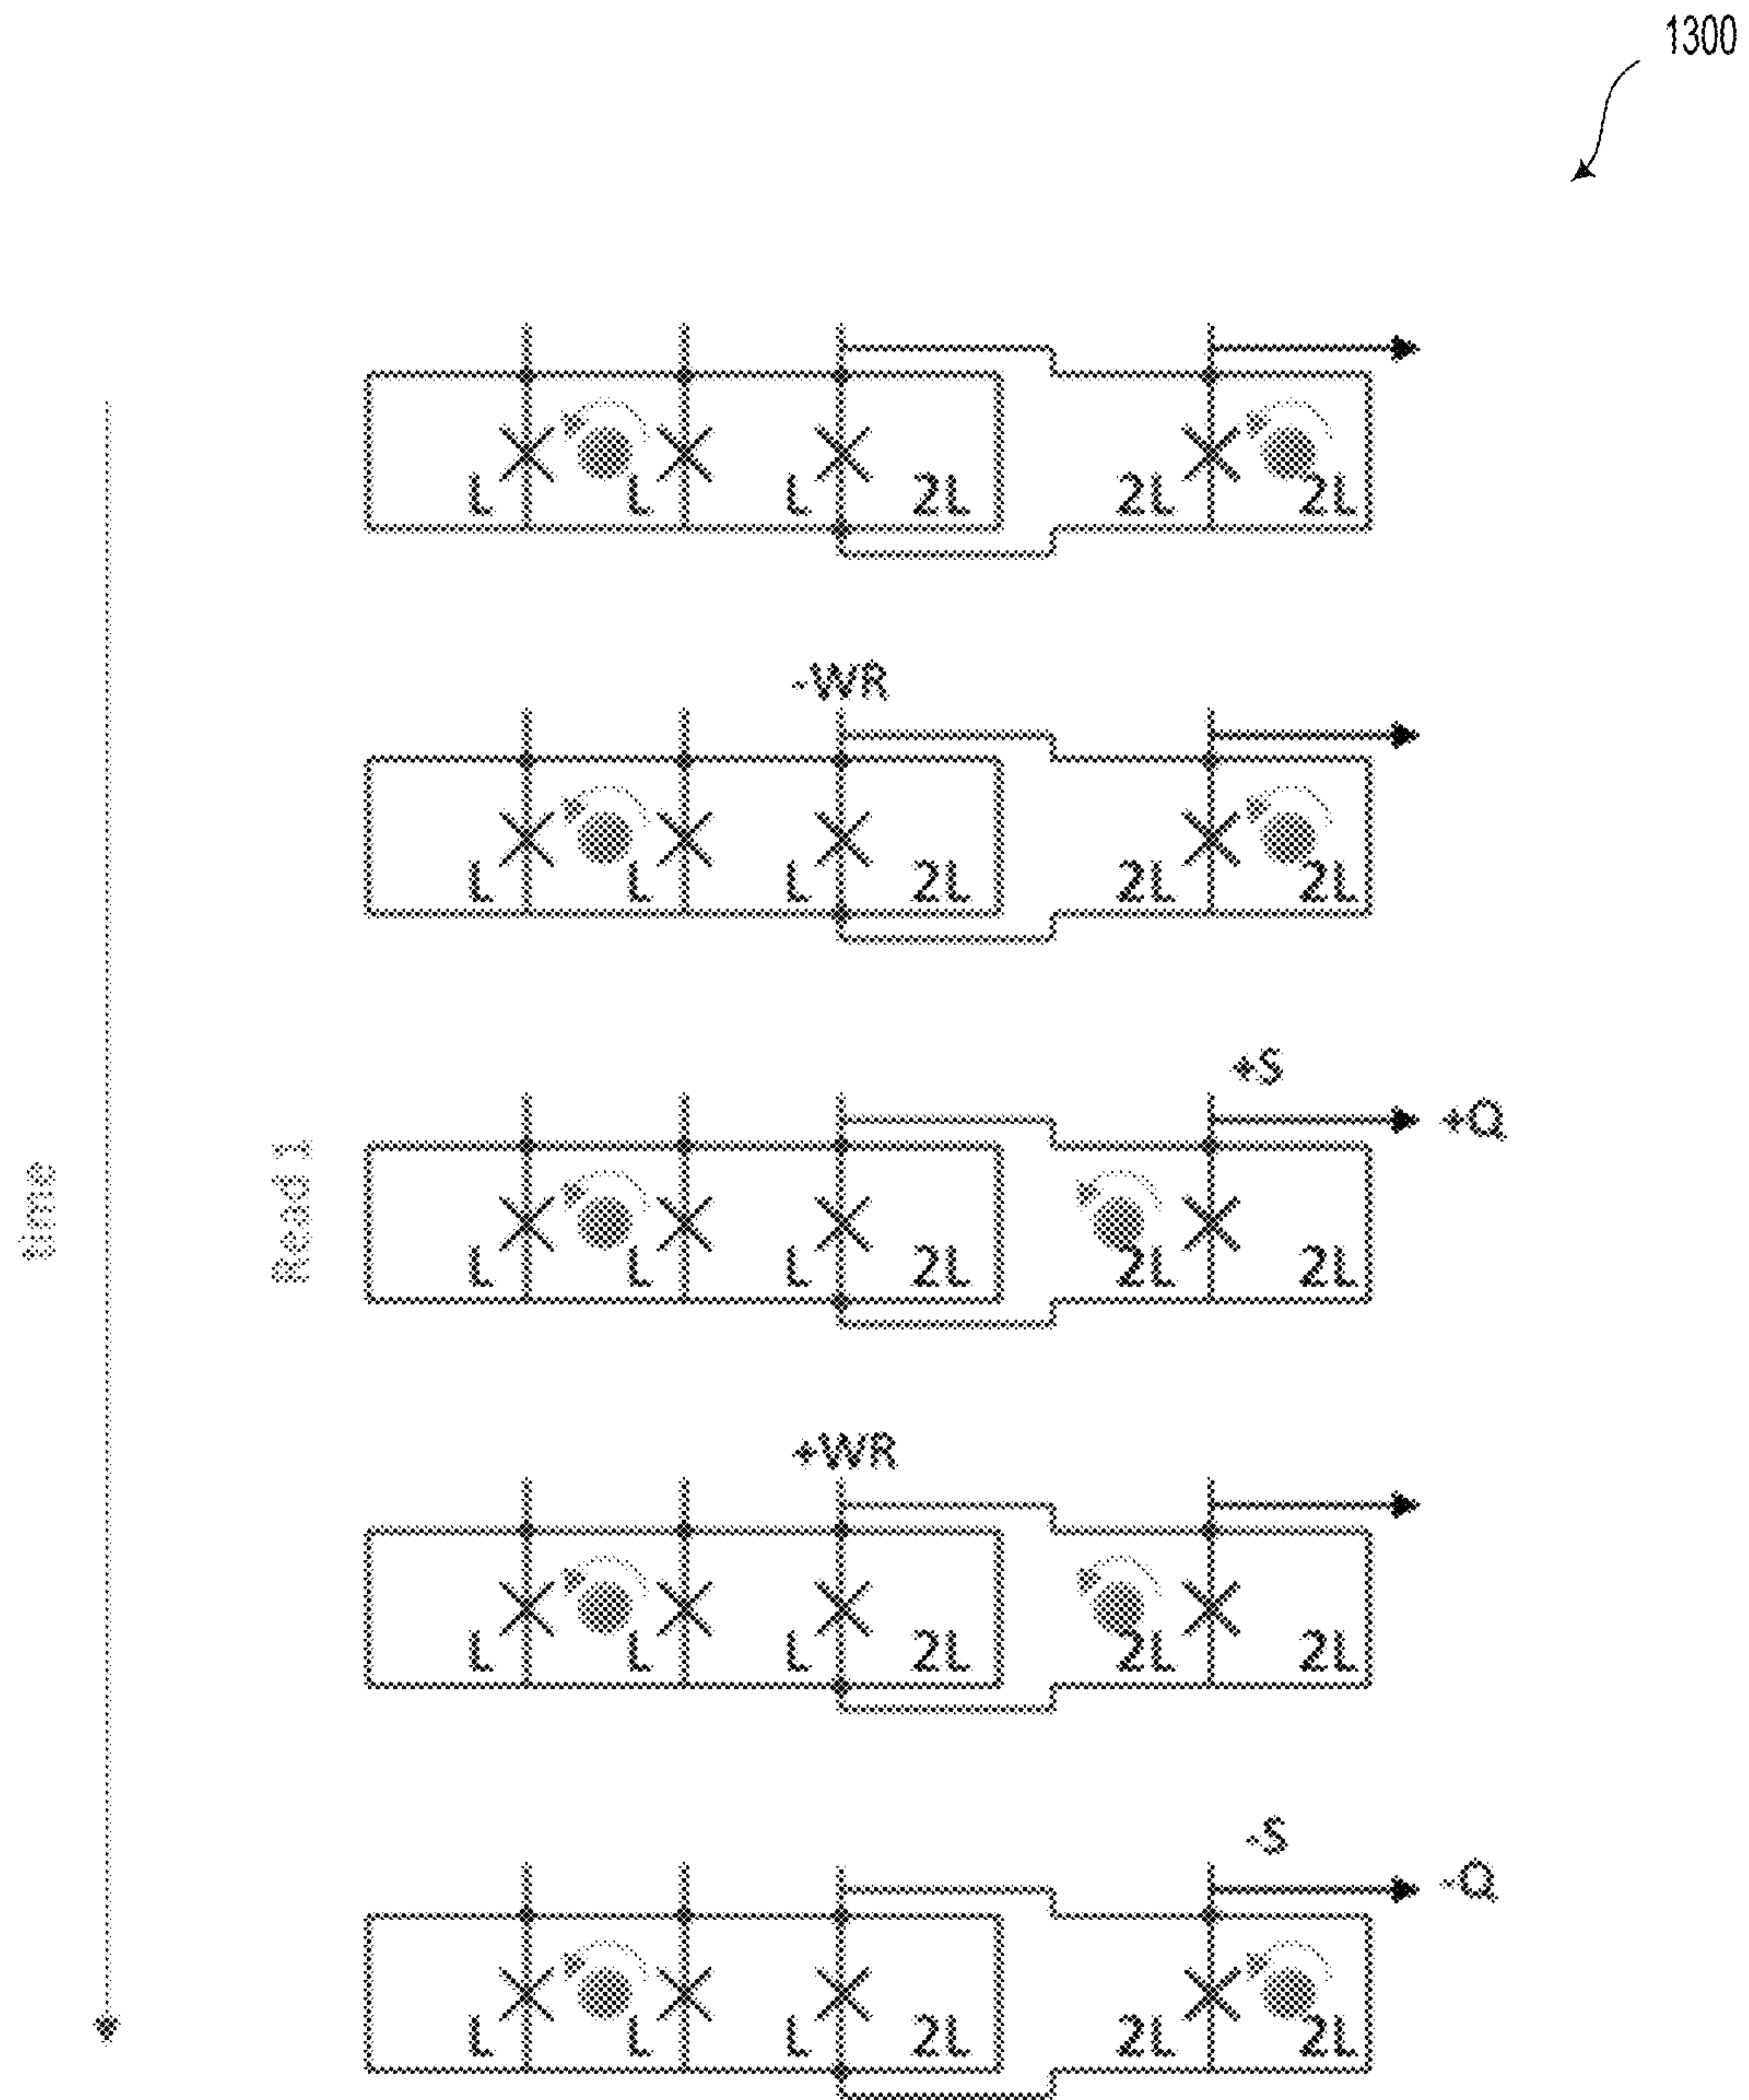 1300
L L L 2L 2L 2L
-WR
L L L 2L 2L 2L
+S
+Q
time
Read 1
L L L 2L 2L 2L
+WR
L L L 2L 2L 2L
-S
-Q
L L L 2L 2L 2L